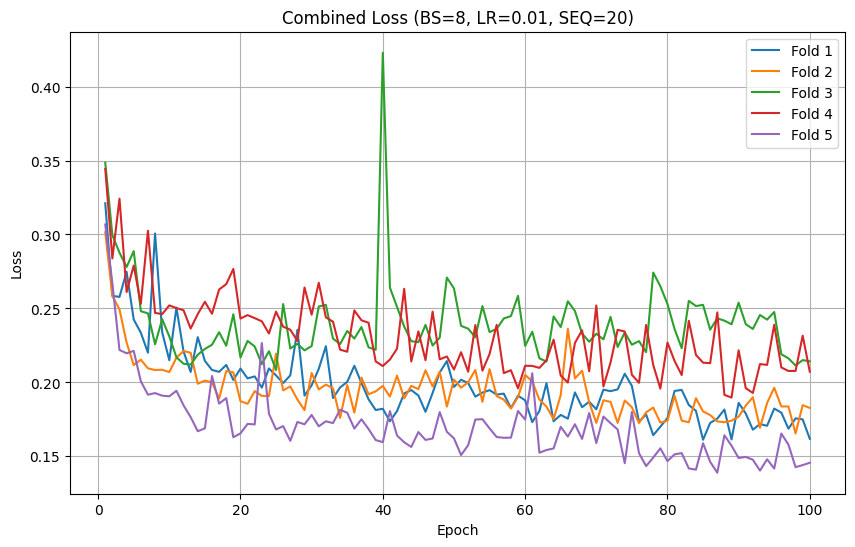 Combined Loss (BS=8, LR=0.01, SEQ=20)
Loss
0.40
0.35
0.30
0.25
0.20
0.15
Fold 1
Fold 2
Fold 3
Fold 4
Fold 5
0
20
40
60
80
100
Epoch